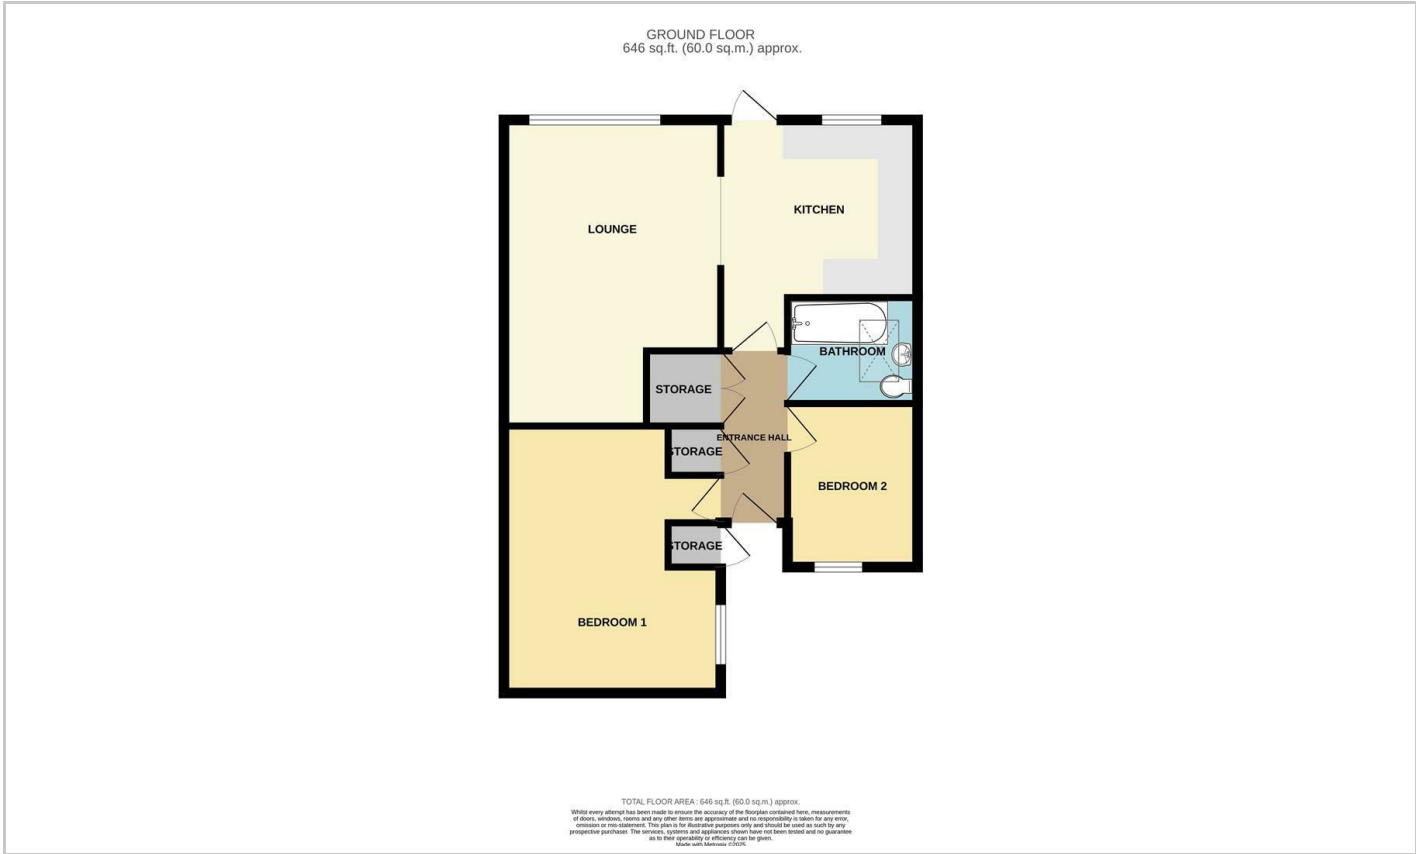 GROUND FLOOR
646 sq.ft. (60.0 sq.m.) approx.
KITCHEN
LOUNGE
BATHROOM
STORAGE
ENTRANCE HALL
STORAGE
BEDROOM 2
STORAGE
BEDROOM 1
TOTAL FLOOR AREA : 646 sq.ft. (60.0 sq.m.) approx.
Whilst every attempt has been made to ensure the accuracy of the floorplan contained here, measurements
of doors, windows, rooms and any other items are approximate and no responsibility is taken for any error,
omission or mis-statement. This plan is for illustrative purposes only and should be used as such by any
prospective purchaser. The services, systems and appliances shown have not been tested and no guarantee
as to their operability or efficiency can be given.
Made with Metropix ©2025